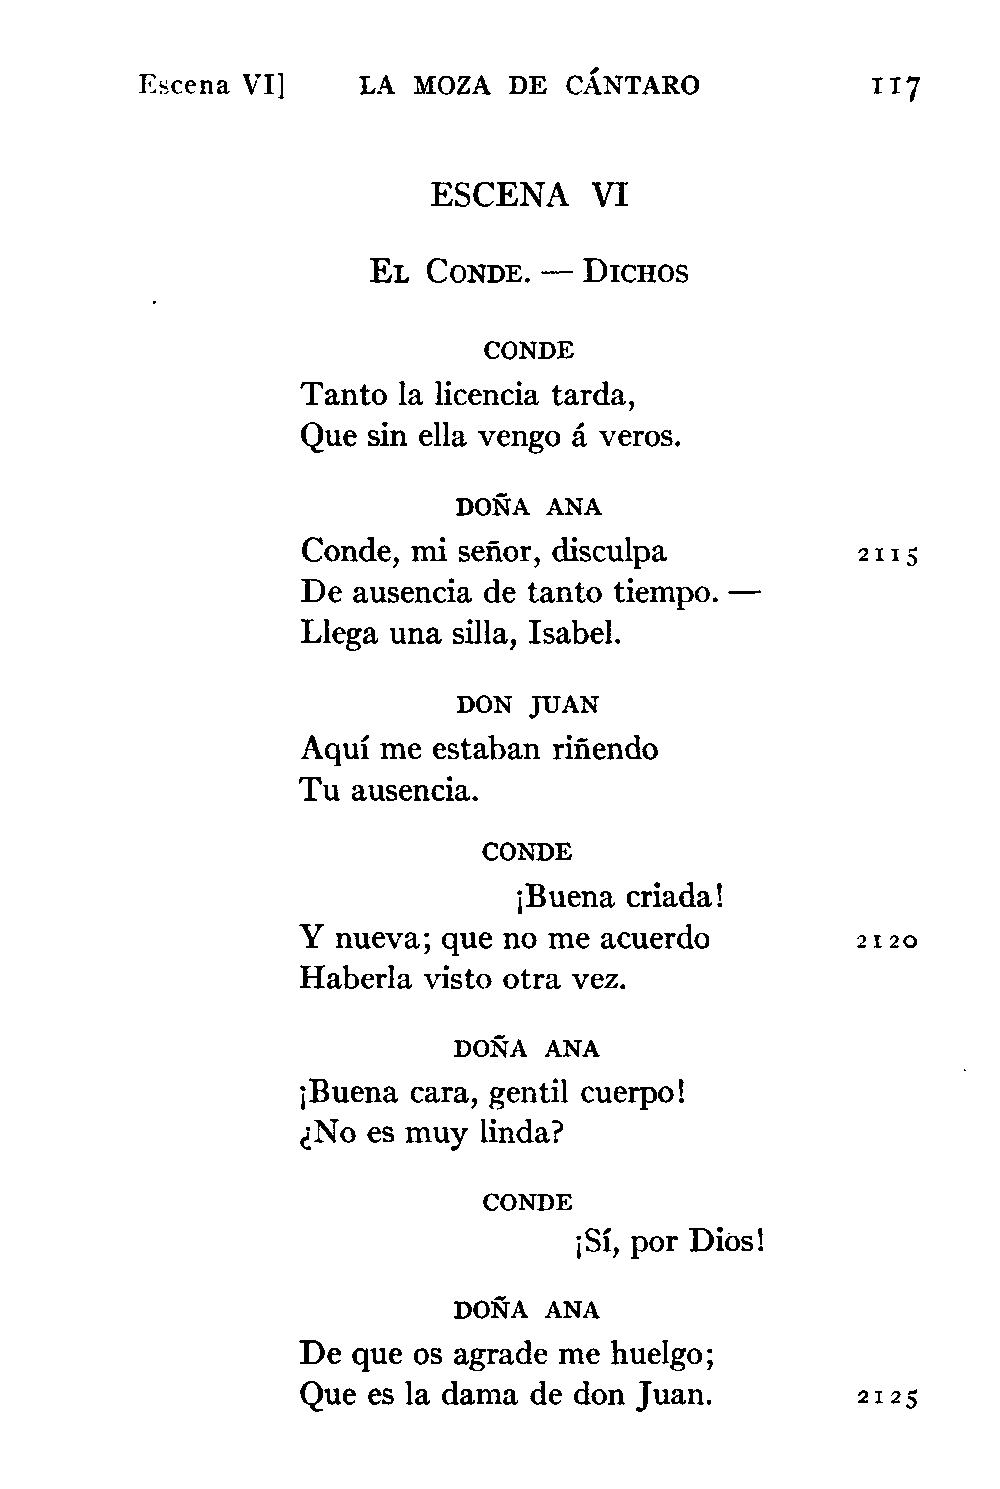 Escena VI] LA MOZA DE CÁNTARO 117
ESCENA VI
EL CONDE. — DICHOS
CONDE
Tanto la licencia tarda,
Que sin ella vengo á veros.
DOÑA ANA
Conde, mi señor, disculpa 2115
De ausencia de tanto tiempo. —
Llega una silla, Isabel.
DON JUAN
Aquí me estaban riñendo
Tu ausencia.
CONDE
¡Buena criada!
Y nueva; que no me acuerdo 2120
Haberla visto otra vez.
DOÑA ANA
¡Buena cara, gentil cuerpo!
¿No es muy linda?
CONDE
¡Sí, por Dios!
DOÑA ANA
De que os agrade me huelgo;
Que es la dama de don Juan. 2125